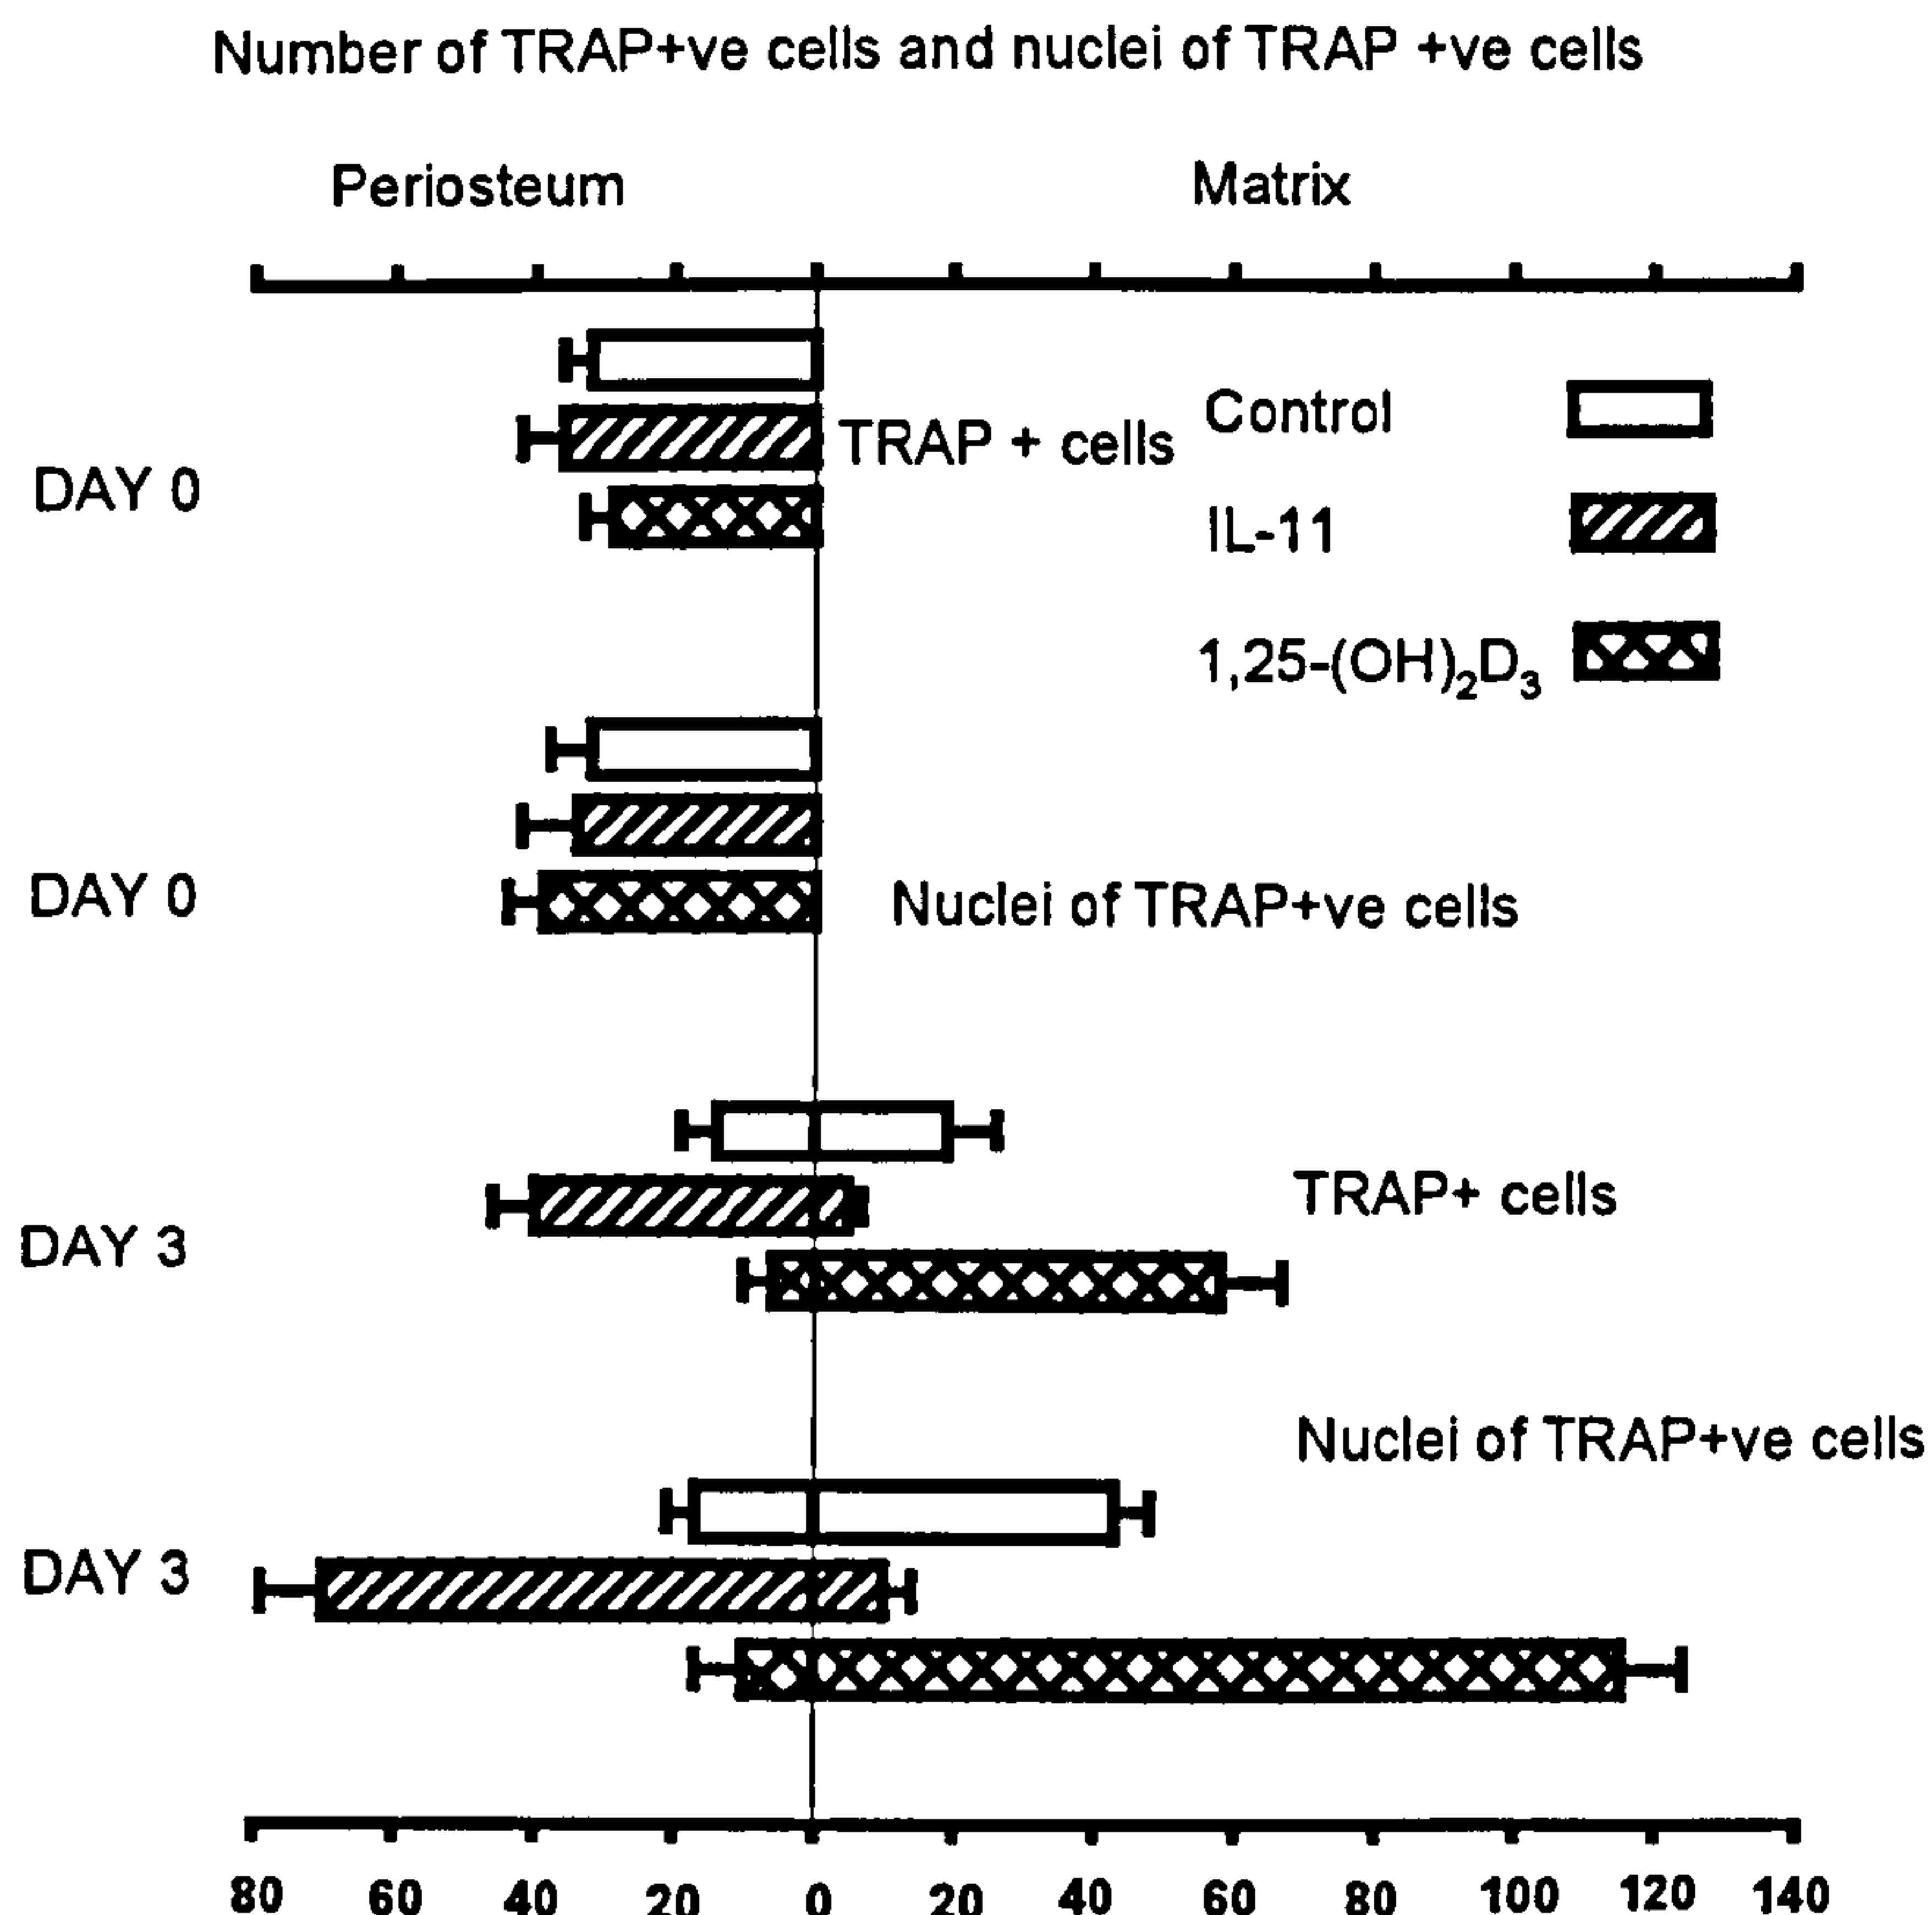 Number of TRAP+ve cells and nuclei of TRAP +ve cells
Periosteum
Matrix
Control
TRAP + cells
DAY 0
IL-11
1,25-(OH)₂D₃
DAY 0
Nuclei of TRAP+ve cells
TRAP+ cells
DAY 3
Nuclei of TRAP+ve cells
DAY 3
80 60 40 20 0 20 40 60 80 100 120 140